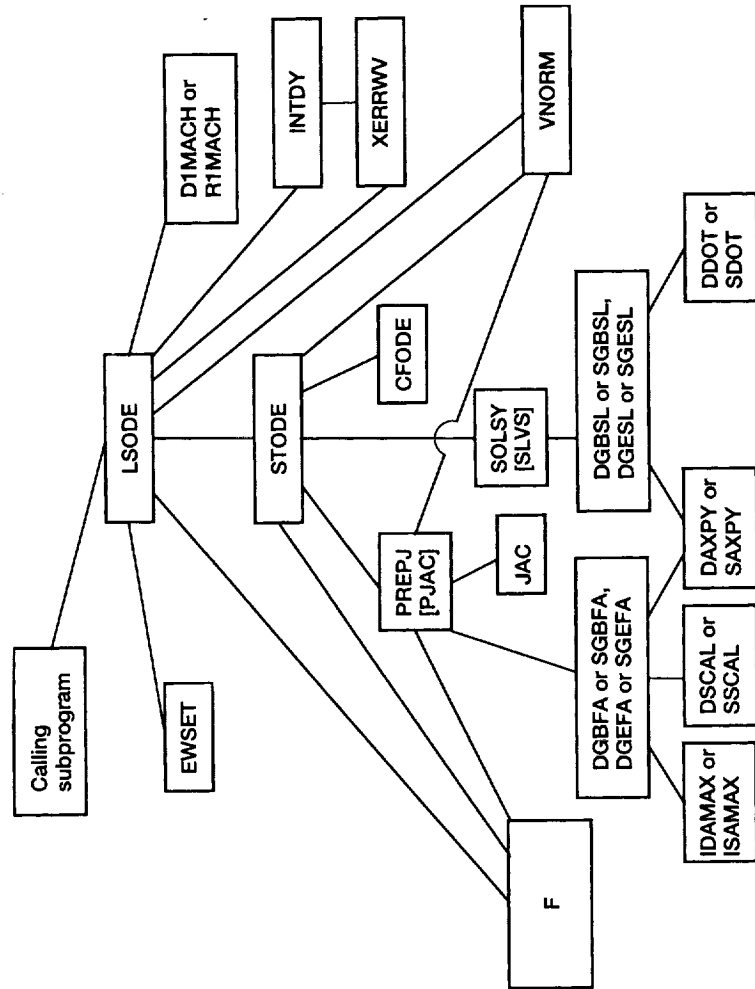 Calling
subprogram
LSODE
D1MACH or
R1MACH
EWSET
INTDY
XERRWV
STODE
CFODE
VNORM
PREPJ
[PJAC]
SOLSY
[SLVS]
JAC
F
DGBFA or SGBFA,
DGEFA or SGEFA
DGBSL or SGBSL,
DGESL or SGESL
IDAMAX or
ISAMAX
DSCAL or
SSCAL
DAXPY or
SAXPY
DDOT or
SDOT